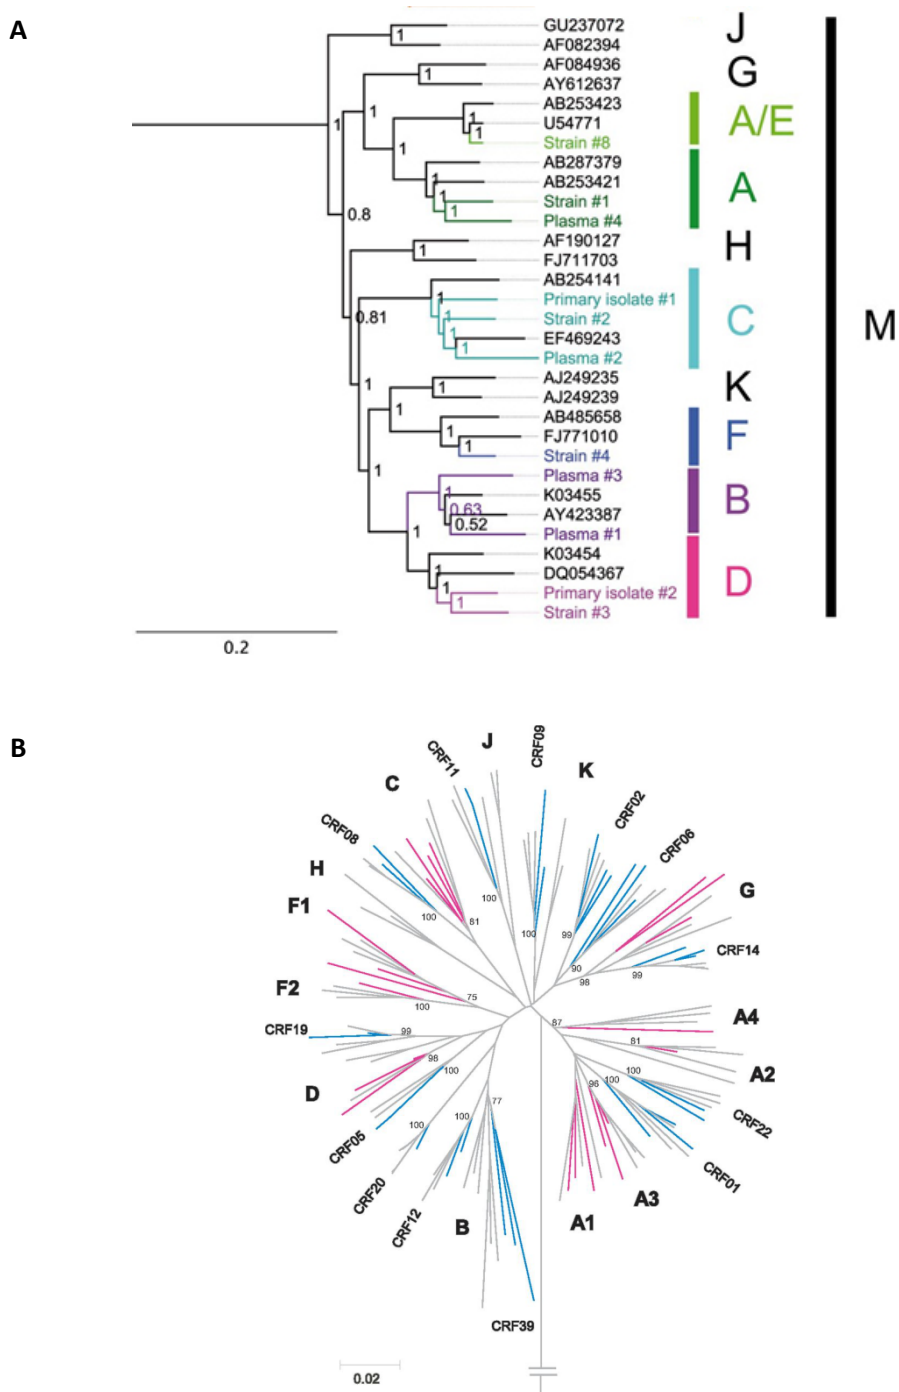 A
GU237072
J
1
AF082394
AF084936
G
1
AY612637
1
AB253423
1
U54771
A/E
1
1
Strain #8
1
AB287379
1
AB253421
A
1
Strain #1
1
Plasma #4
0.8
AF190127
H
1
FJ711703
AB254141
1
Primary isolate #1
0.81
1
Strain #2
C
M
1
EF469243
1
Plasma #2
AJ249235
K
1
1
AJ249239
1
AB485658
1
FJ771010
F
1
Strain #4
1
Plasma #3
1
K03455
B
0.63
AY423387
0.52
1
Plasma #1
K03454
1
DQ054367
D
1
Primary isolate #2
1
Strain #3
0.2
B
J
CRF09
CRF11
K
C
CRF02
CRF08
CRF06
H
G
100
F1
100
81
99
100
CRF14
90
98
99
F2
75
100
A4
87
CRF19
99
81
98
100
A2
100
100
D
96
77
100
CRF22
100
CRF05
CRF01
CRF20
A3
CRF12
B
A1
CRF39
0.02